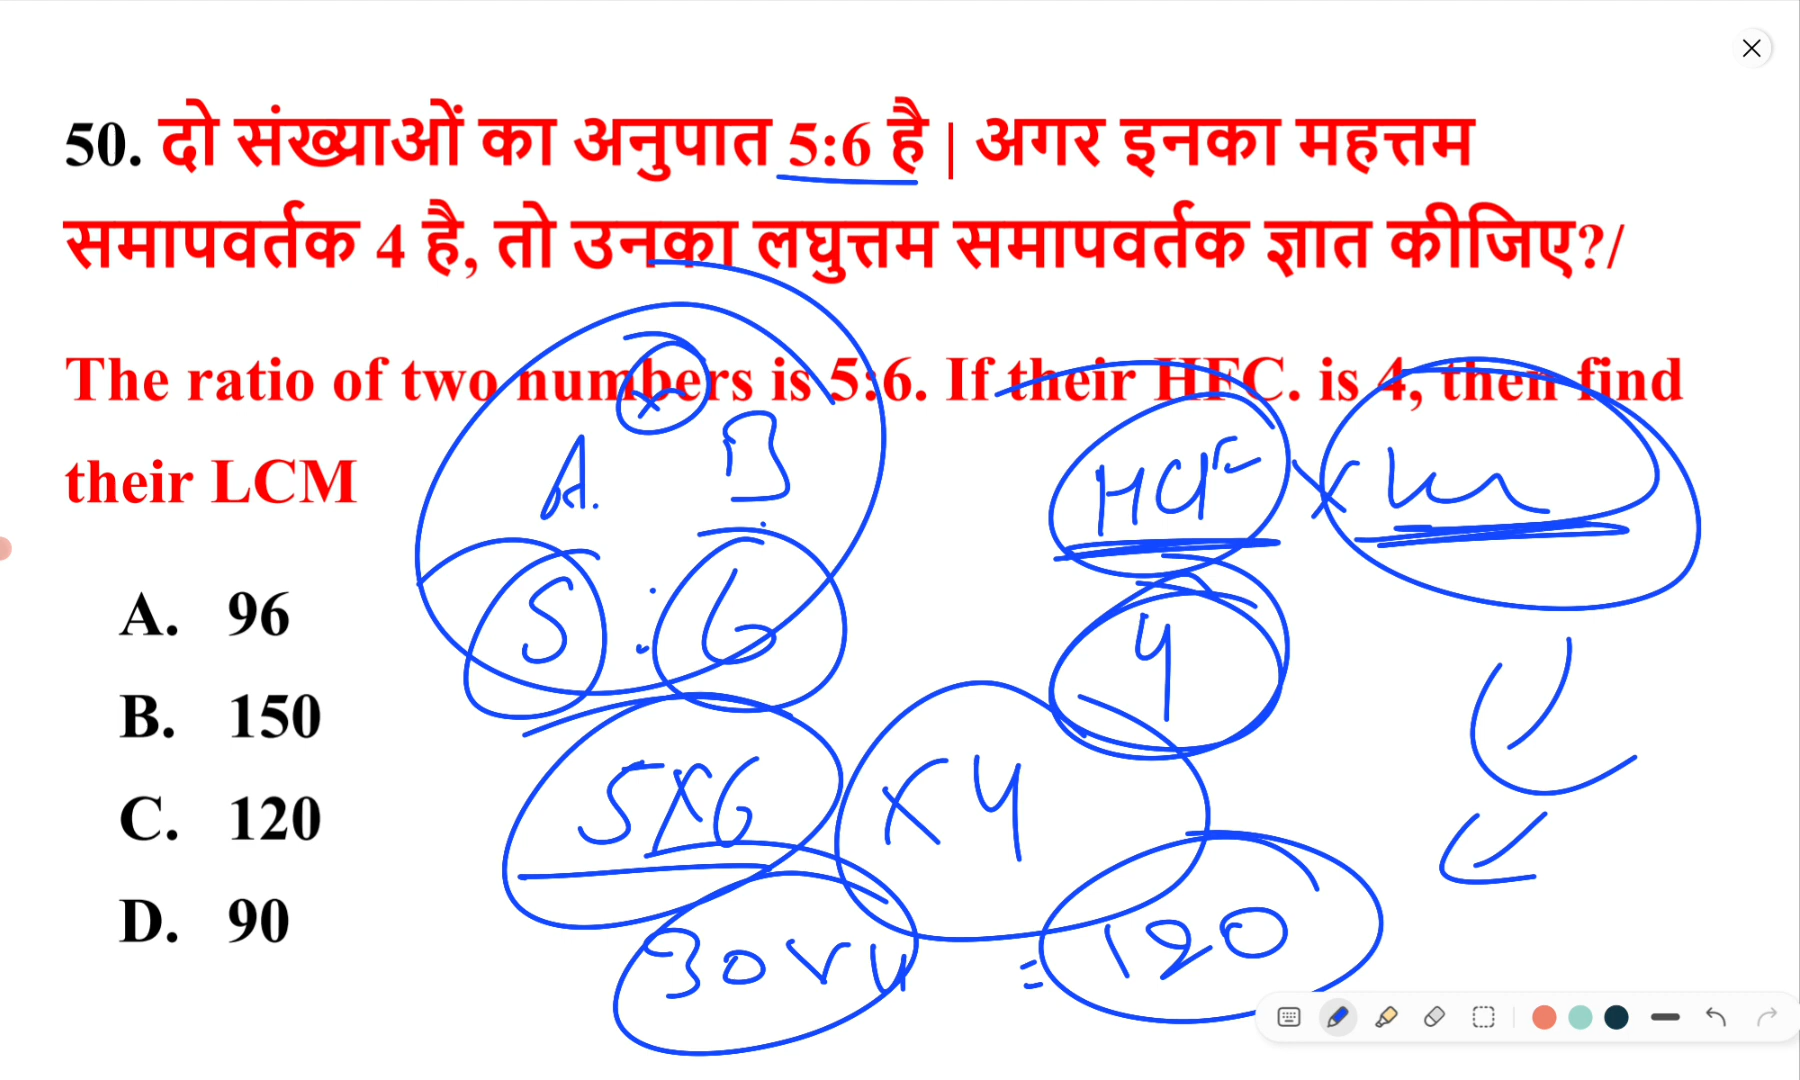 50. दो संख्याओं का अनुपात 5:6 है | अगर इनका महत्तम
समापवर्तक 4 है, तो उनका लघुत्तम समापवर्तक ज्ञात कीजिए?/
The ratio of two numbers is 5:6. If their HFC. is 4, then find
their LCM
A. 96
B. 150
C. 120
D. 90
×
A. B
5 : 6
HCF ×
4
5×6 ×4
30×4 = 120